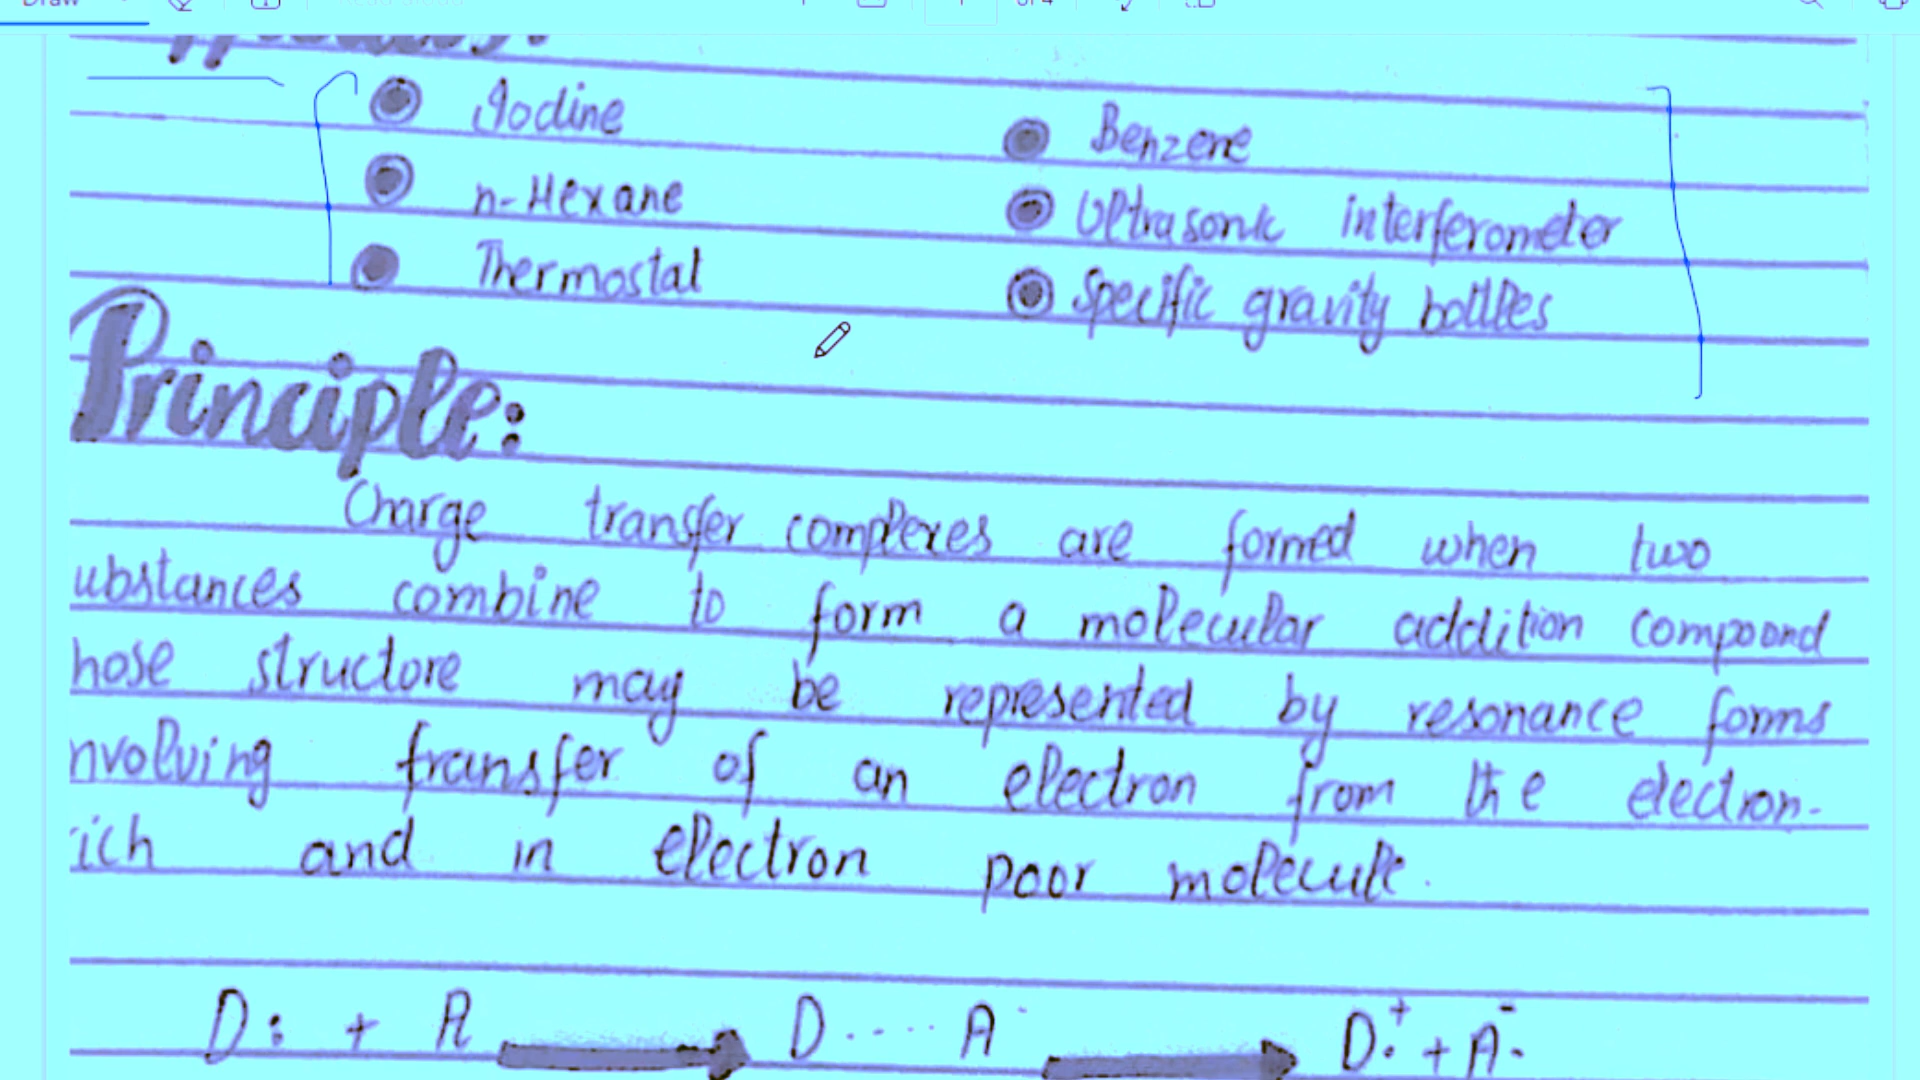 Draw
Iodine Benzene
n-Hexane Ultrasonic interferometer
Thermostat Specific gravity bottles
Principle:
Charge transfer complexes are formed when two
ubstances combine to form a molecular addition compound
hose structure may be represented by resonance forms
nvolving transfer of an electron from the electron-
ich and in electron poor molecule.
D: + A D····A D.⁺ + A.⁻